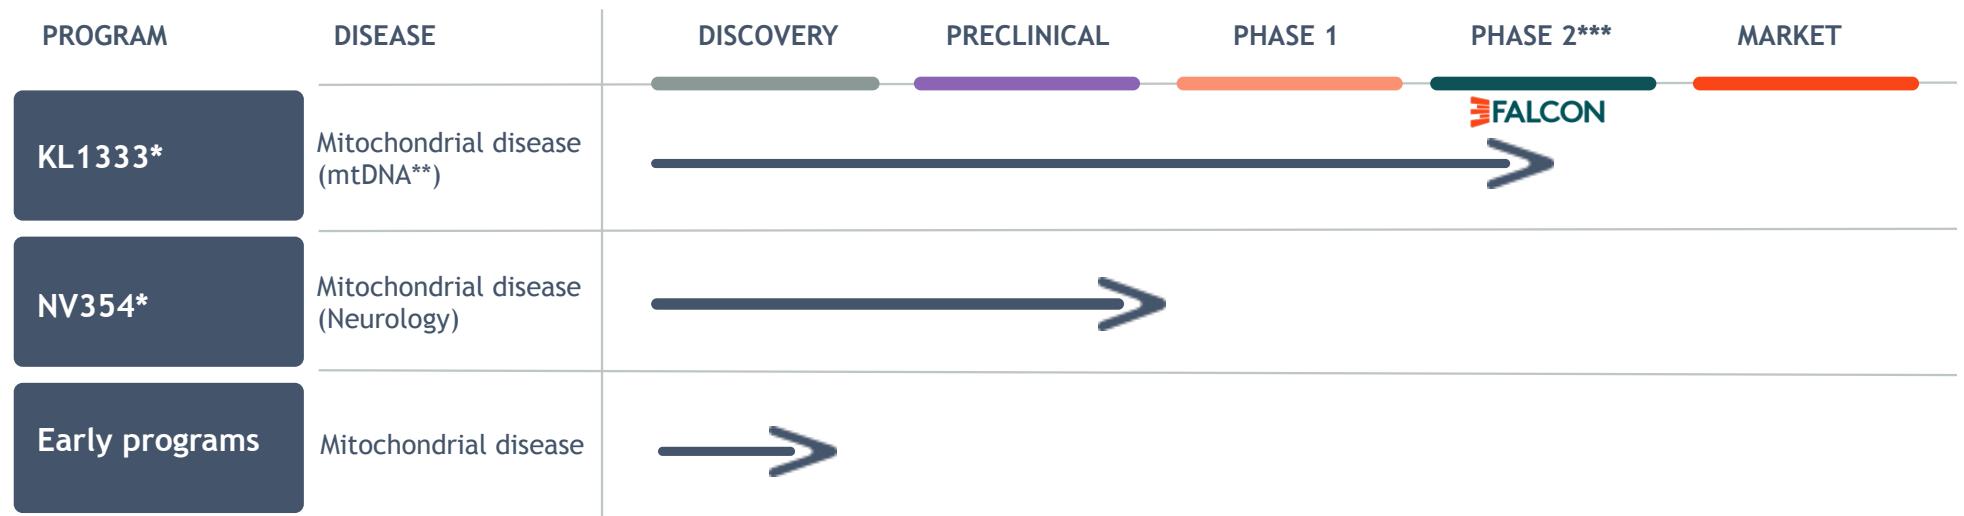 PROGRAM DISEASE DISCOVERY PRECLINICAL PHASE 1 PHASE 2*** MARKET
FALCON
KL1333*
Mitochondrial disease
(mtDNA**)
NV354*
Mitochondrial disease
(Neurology)
Early programs
Mitochondrial disease